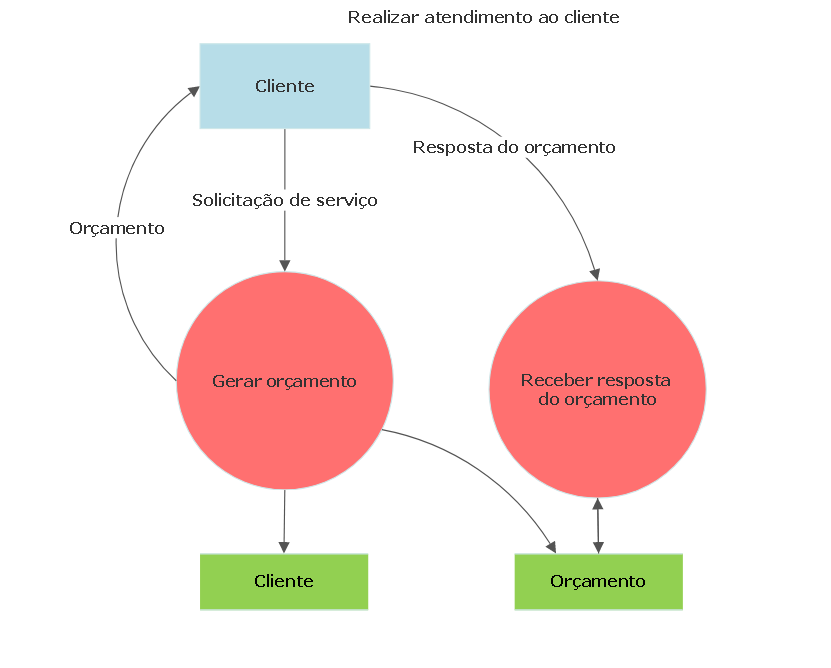 Realizar atendimento ao cliente
Cliente
Resposta do orçamento
Solicitação de serviço
Orçamento
Gerar orçamento
Receber resposta
do orçamento
Cliente
Orçamento